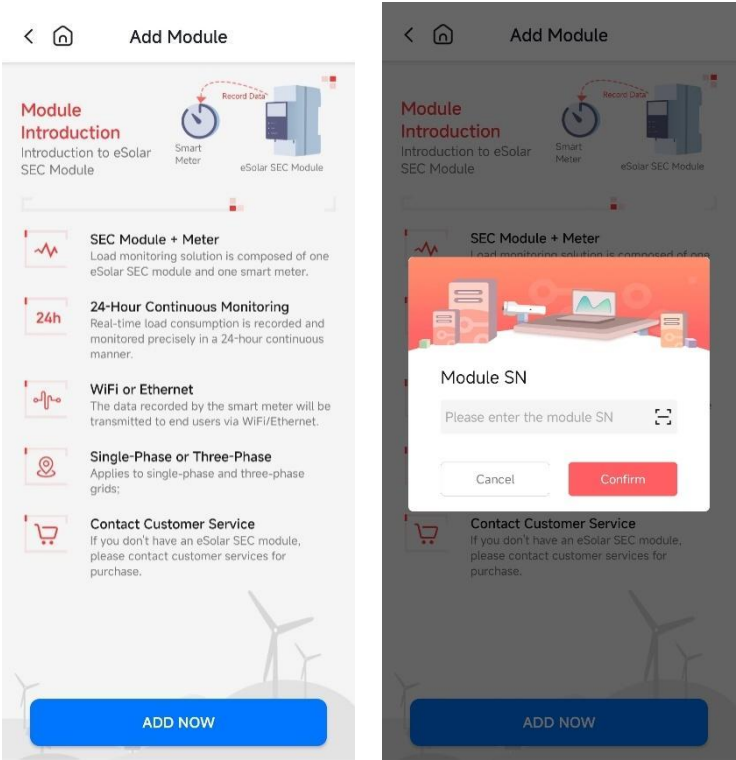 Add Module
Module
Introduction
Introduction to eSolar
SEC Module
Record Data
Smart
Meter
eSolar SEC Module
SEC Module + Meter
Load monitoring solution is composed of one
eSolar SEC module and one smart meter.
24h
24-Hour Continuous Monitoring
Real-time load consumption is recorded and
monitored precisely in a 24-hour continuous
manner.
WiFi or Ethernet
The data recorded by the smart meter will be
transmitted to end users via WiFi/Ethernet.
Single-Phase or Three-Phase
Applies to single-phase and three-phase
grids;
Contact Customer Service
If you don't have an eSolar SEC module,
please contact customer services for
purchase.
ADD NOW
Add Module
Module
Introduction
Introduction to eSolar
SEC Module
Record Data
Smart
Meter
eSolar SEC Module
SEC Module + Meter
Load monitoring solution is composed of one
Module SN
Please enter the module SN
Cancel
Confirm
Contact Customer Service
If you don't have an eSolar SEC module,
please contact customer services for
purchase.
ADD NOW